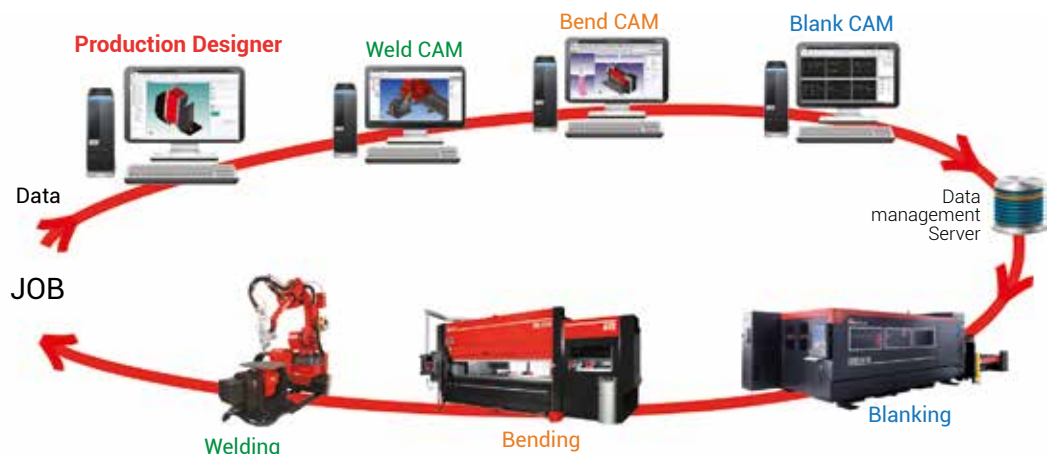 Production Designer
Weld CAM
Bend CAM
Blank CAM
Data
Data
management
Server
JOB
Welding
Bending
Blanking